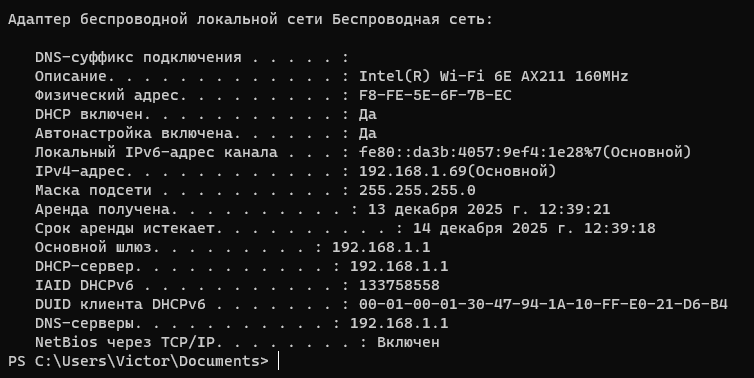 Адаптер беспроводной локальной сети Беспроводная сеть:
DNS-суффикс подключения . . . . . :
Описание. . . . . . . . . . . . . : Intel(R) Wi-Fi 6E AX211 160MHz
Физический адрес. . . . . . . . . : F8-FE-5E-6F-7B-EC
DHCP включен. . . . . . . . . . . : Да
Автонастройка включена. . . . . . : Да
Локальный IPv6-адрес канала . . . : fe80::da3b:4057:9ef4:1e28%7(Основной)
IPv4-адрес. . . . . . . . . . . . : 192.168.1.69(Основной)
Маска подсети . . . . . . . . . . : 255.255.255.0
Аренда получена. . . . . . . . . . : 13 декабря 2025 г. 12:39:21
Срок аренды истекает. . . . . . . . . . : 14 декабря 2025 г. 12:39:18
Основной шлюз. . . . . . . . . : 192.168.1.1
DHCP-сервер. . . . . . . . . . . : 192.168.1.1
IAID DHCPv6 . . . . . . . . . . . : 133758558
DUID клиента DHCPv6 . . . . . . . : 00-01-00-01-30-47-94-1A-10-FF-E0-21-D6-B4
DNS-серверы. . . . . . . . . . . : 192.168.1.1
NetBios через TCP/IP. . . . . . . . : Включен
PS C:\Users\Victor\Documents>